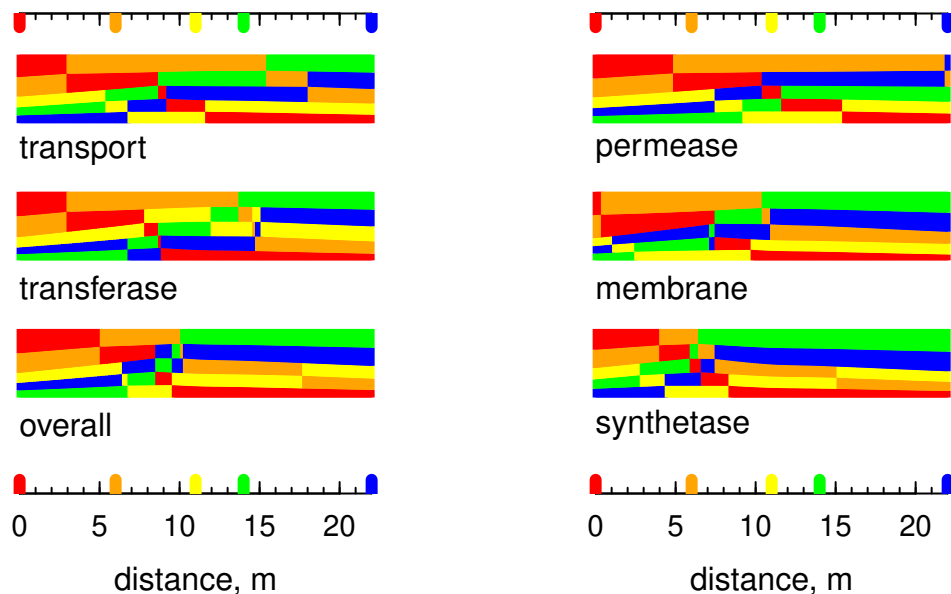 transport
permease
transferase
membrane
overall
synthetase
0 5 10 15 20
0 5 10 15 20
distance, m
distance, m